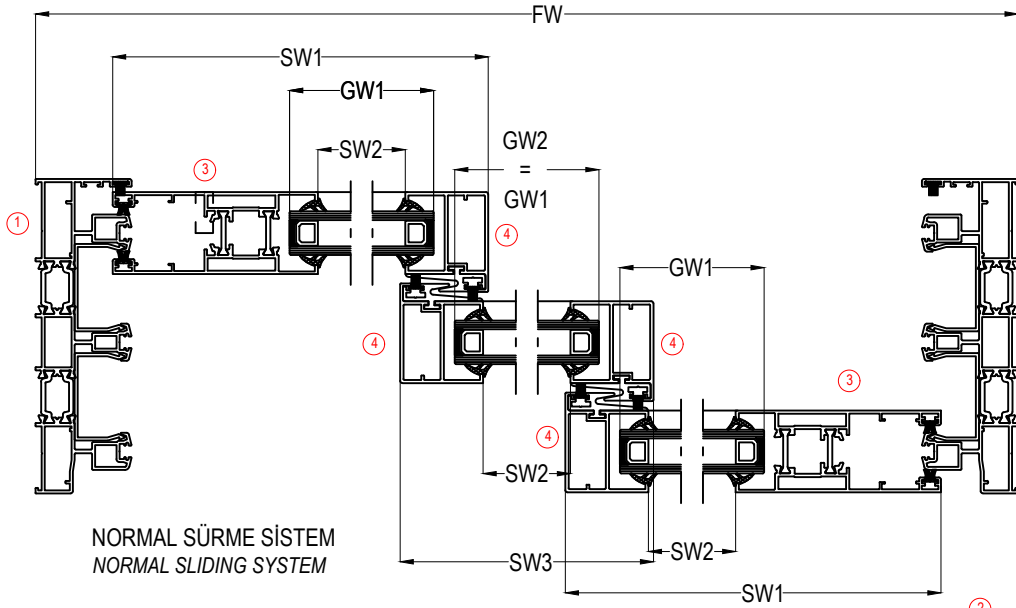 FW
SW1
GW1
SW2
GW2
=
GW1
3
1
4
GW1
4
4
3
4
SW2
NORMAL SÜRME SİSTEM
NORMAL SLIDING SYSTEM
SW3
SW2
SW1
2